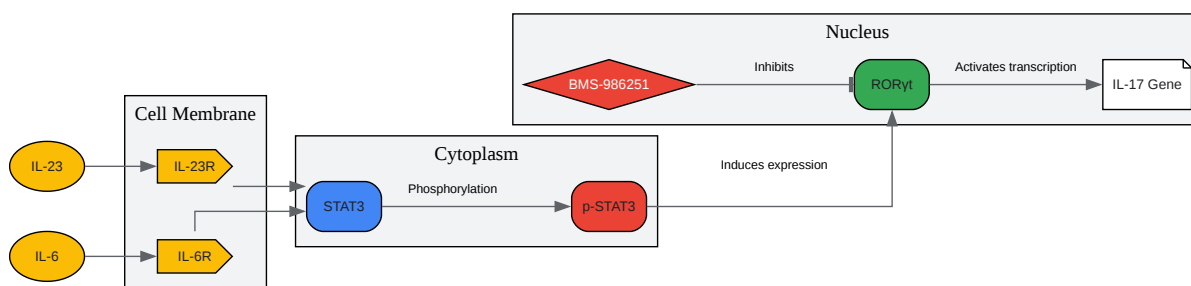 Nucleus
BMS-986251
Inhibits
RORγt
Activates transcription
IL-17 Gene
Cell Membrane
IL-23
IL-23R
IL-6
IL-6R
Cytoplasm
STAT3
Phosphorylation
p-STAT3
Induces expression